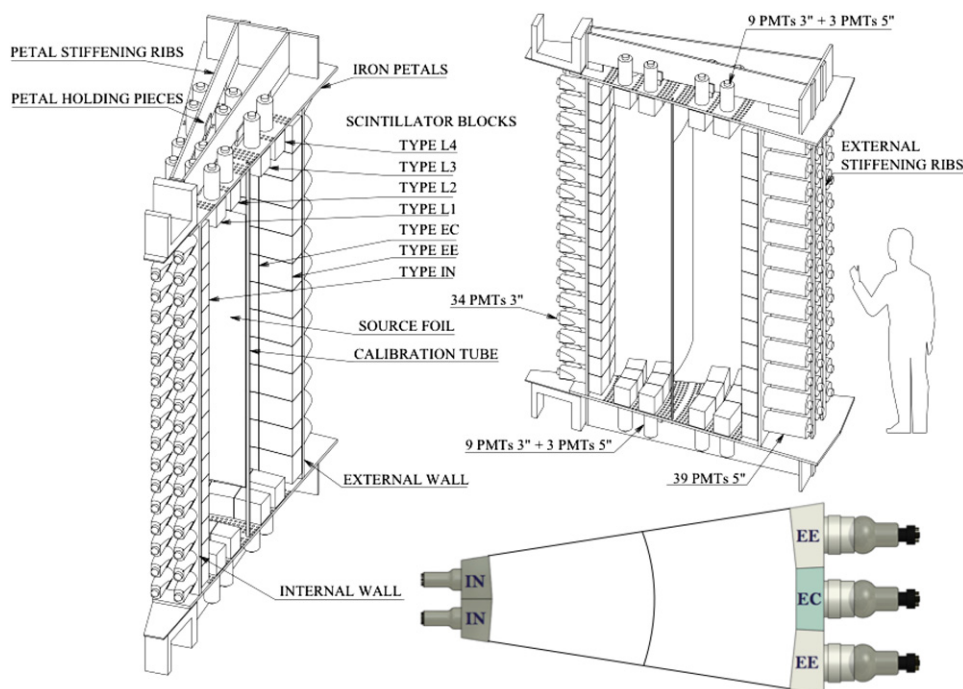 PETAL STIFFENING RIBS
PETAL HOLDING PIECES
IRON PETALS
SCINTILLATOR BLOCKS
TYPE L4
TYPE L3
TYPE L2
TYPE L1
TYPE EC
TYPE EE
TYPE IN
SOURCE FOIL
CALIBRATION TUBE
EXTERNAL WALL
INTERNAL WALL
9 PMTs 3" + 3 PMTs 5"
EXTERNAL
STIFFENING RIBS
34 PMTs 3"
9 PMTs 3" + 3 PMTs 5"
39 PMTs 5"
EE
IN
EC
IN
EE